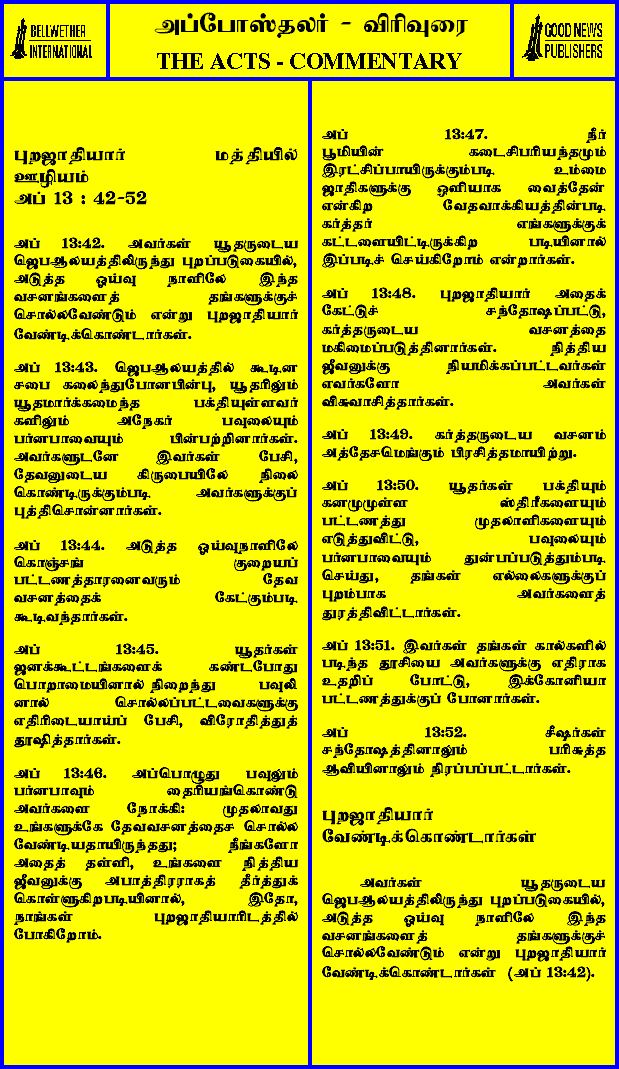 BELLWETHER
INTERNATIONAL
அப்போஸ்தலர் - விரிவுரை
THE ACTS - COMMENTARY
GOOD NEWS
PUBLISHERS
புறஜாதியார் மத்தியில்
ஊழியம்
அப் 13 : 42-52
அப் 13:42. அவர்கள் யூதருடைய
ஜெபஆலயத்திலிருந்து புறப்படுகையில்,
அடுத்த ஓய்வு நாளிலே இந்த
வசனங்களைத் தங்களுக்குச்
சொல்லவேண்டும் என்று புறஜாதியார்
வேண்டிக்கொண்டார்கள்.
அப் 13:43. ஜெபஆலயத்தில் கூடின
சபை கலைந்துபோனபின்பு, யூதரிலும்
யூதமார்க்கமைந்த பக்தியுள்ளவர்
களிலும் அநேகர் பவுலையும்
பர்னபாவையும் பின்பற்றினார்கள்.
அவர்களுடனே இவர்கள் பேசி,
தேவனுடைய கிருபையிலே நிலை
கொண்டிருக்கும்படி அவர்களுக்குப்
புத்திசொன்னார்கள்.
அப் 13:44. அடுத்த ஓய்வுநாளிலே
கொஞ்சங் குறையப்
பட்டணத்தாரனைவரும் தேவ
வசனத்தைக் கேட்கும்படி
கூடிவந்தார்கள்.
அப் 13:45. யூதர்கள்
ஜனக்கூட்டங்களைக் கண்டபோது
பொறாமையினால் நிறைந்து பவுலி
னால் சொல்லப்பட்டவைகளுக்கு
எதிரிடையாய்ப் பேசி, விரோதித்துத்
தூஷித்தார்கள்.
அப் 13:46. அப்பொழுது பவுலும்
பர்னபாவும் தைரியங்கொண்டு
அவர்களை நோக்கி: முதலாவது
உங்களுக்கே தேவவசனத்தைச சொல்ல
வேண்டியதாயிருந்தது; நீங்களோ
அதைத் தள்ளி, உங்களை நித்திய
ஜீவனுக்கு அபாத்திரராகத் தீர்த்துக்
கொள்ளுகிறபடியினால், இதோ,
நாங்கள் புறஜாதியாரிடத்தில்
போகிறோம்.
அப் 13:47. நீர்
பூமியின் கடைசிபரியந்தமும்
இரட்சிப்பாயிருக்கும்படி உம்மை
ஜாதிகளுக்கு ஒளியாக வைத்தேன்
என்கிற வேதவாக்கியத்தின்படி
கர்த்தர் எங்களுக்குக்
கட்டளையிட்டிருக்கிற படியினால்
இப்படிச் செய்கிறோம் என்றார்கள்.
அப் 13:48. புறஜாதியார் அதைக்
கேட்டுச் சந்தோஷப்பட்டு,
கர்த்தருடைய வசனத்தை
மகிமைப்படுத்தினார்கள். நித்திய
ஜீவனுக்கு நியமிக்கப்பட்டவர்கள்
எவர்களோ அவர்கள்
விசுவாசித்தார்கள்.
அப் 13:49. கர்த்தருடைய வசனம்
அத்தேசமெங்கும் பிரசித்தமாயிற்று.
அப் 13:50. யூதர்கள் பக்தியும்
கனமுமுள்ள ஸ்திரீகளையும்
பட்டணத்து முதலாளிகளையும்
எடுத்துவிட்டு, பவுலையும்
பர்னபாவையும் துன்பப்படுத்தும்படி
செய்து, தங்கள் எல்லைகளுக்குப்
புறம்பாக அவர்களைத்
துரத்திவிட்டார்கள்.
அப் 13:51. இவர்கள் தங்கள் கால்களில்
படிந்த தூசியை அவர்களுக்கு எதிராக
உதறிப் போட்டு, இக்கோனியா
பட்டணத்துக்குப் போனார்கள்.
அப் 13:52. சீஷர்கள்
சந்தோஷத்தினாலும் பரிசுத்த
ஆவியினாலும் நிரப்பப்பட்டார்கள்.
புறஜாதியார்
வேண்டிக்கொண்டார்கள்
அவர்கள் யூதருடைய
ஜெபஆலயத்திலிருந்து புறப்படுகையில்,
அடுத்த ஓய்வு நாளிலே இந்த
வசனங்களைத் தங்களுக்குச்
சொல்லவேண்டும் என்று புறஜாதியார்
வேண்டிக்கொண்டார்கள் (அப் 13:42).